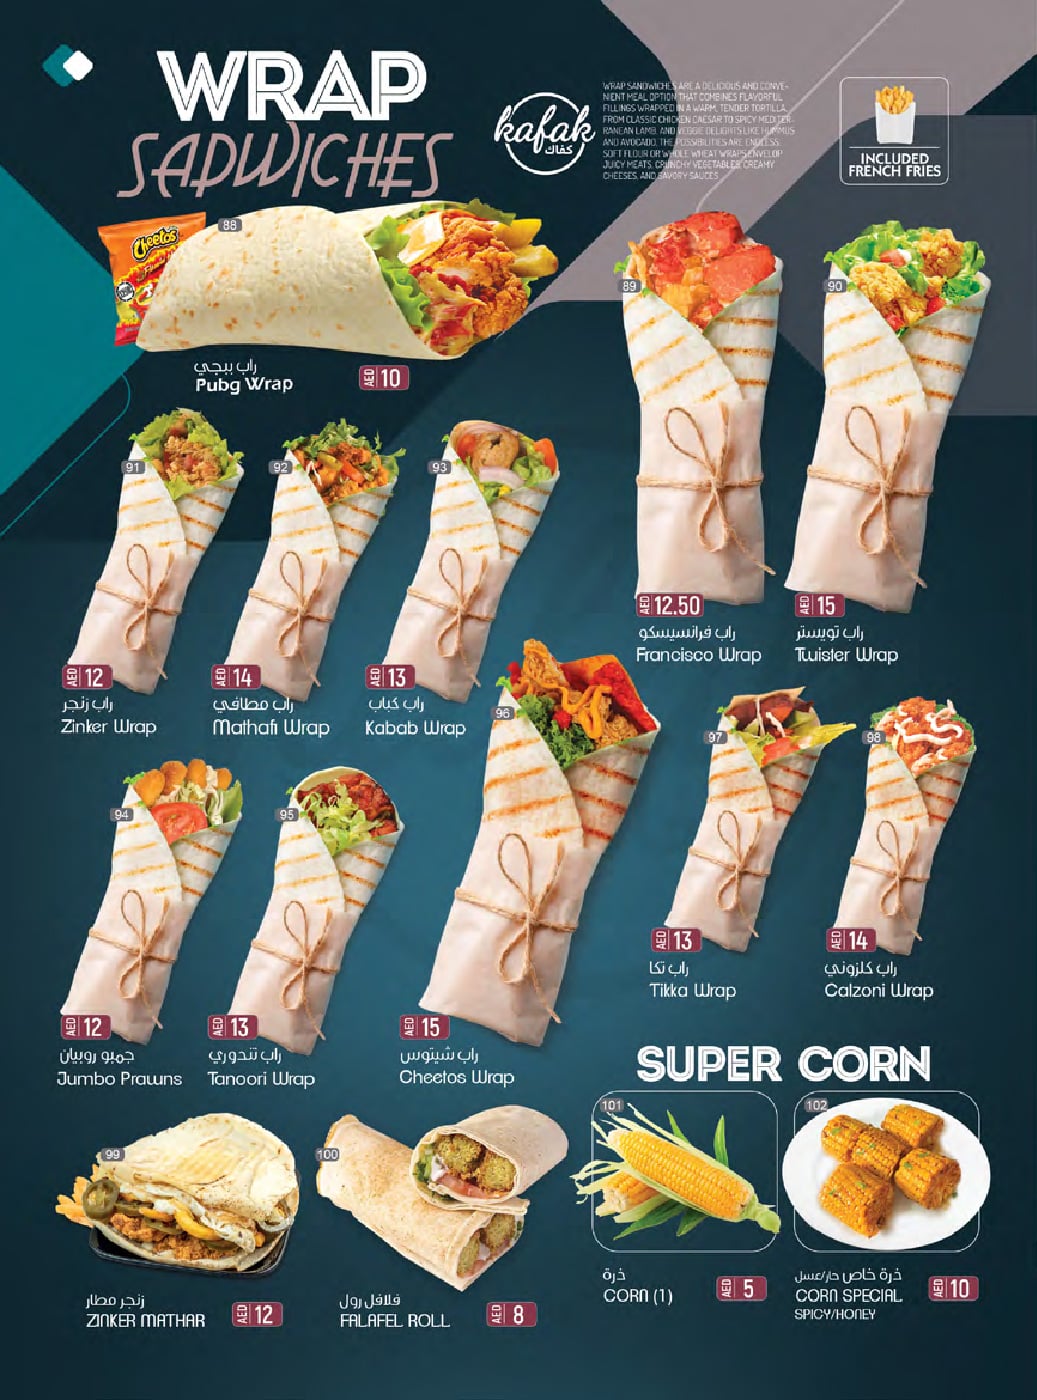 WRAP
SADWICHES
kafak
كفاك
WRAP SANDWICHES ARE A DELICIOUS AND CONVE-
NIENT MEAL OPTION THAT COMBINES FLAVORFUL
FILLINGS WRAPPED IN A WARM, TENDER TORTILLA.
FROM CLASSIC CHICKEN CAESAR TO SPICY MEDITER-
RANEAN LAMB, AND VEGGIE DELIGHTS LIKE HUMMUS
AND AVOCADO, THE POSSIBILITIES ARE ENDLESS.
SOFT FLOUR OR WHOLE WHEAT WRAPS ENVELOP
JUICY MEATS, CRUNCHY VEGETABLES, CREAMY
CHEESES, AND SAVORY SAUCES
INCLUDED
FRENCH FRIES
Cheetos
88
راب ببجي
Pubg Wrap
AED 10
89
AED 12.50
راب فرانسيسكو
Francisco Wrap
90
AED 15
راب تويستر
Twister Wrap
91
AED 12
راب زنجر
Zinker Wrap
92
AED 14
راب مطافي
Mathafi Wrap
93
AED 13
راب كباب
Kabab Wrap
94
AED 12
جمبو روبيان
Jumbo Prawns
95
AED 13
راب تندوري
Tanoori Wrap
96
AED 15
راب شيتوس
Cheetos Wrap
97
AED 13
راب تكا
Tikka Wrap
98
AED 14
راب كلزوني
Calzoni Wrap
99
زنجر مطار
ZINKER MATHAR
AED 12
100
فلافل رول
FALAFEL ROLL
AED 8
SUPER CORN
101
ذرة
CORN (1)
AED 5
102
ذرة خاص حار/عسل
CORN SPECIAL
SPICY/HONEY
AED 10